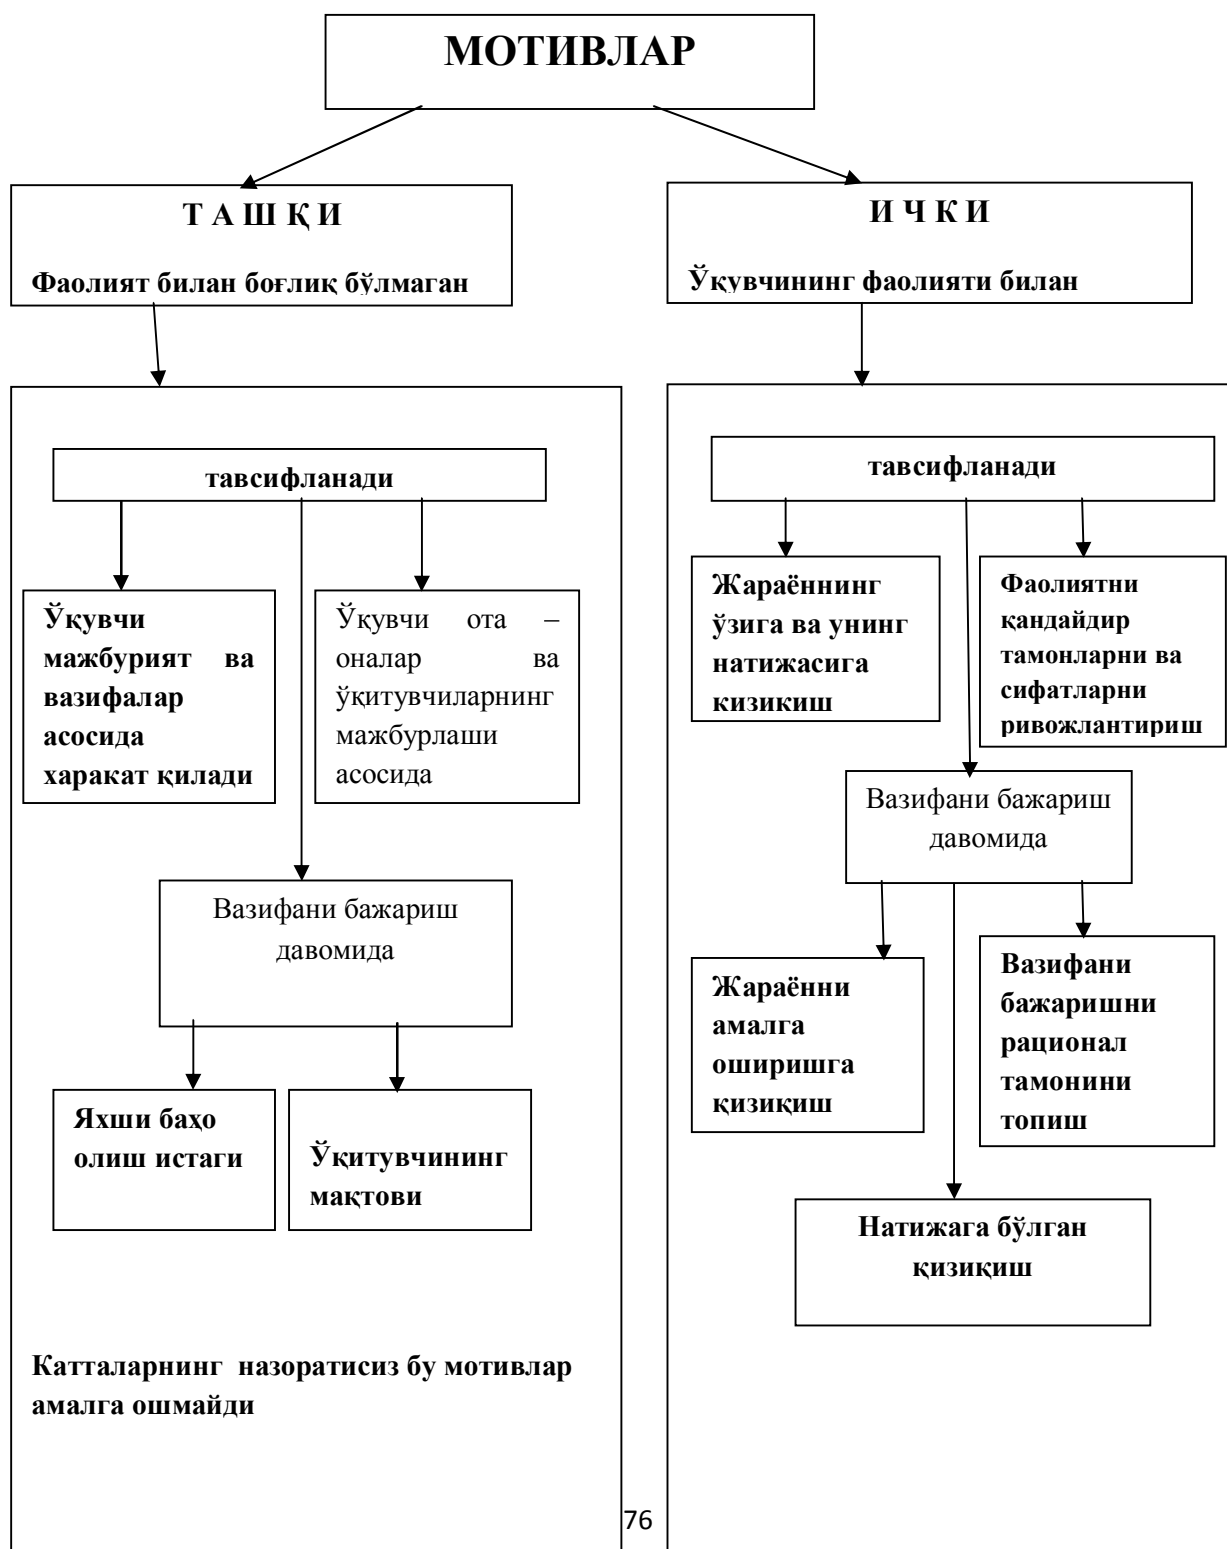 МОТИВЛАР
Т А Ш Қ И
Фаолият билан боғлиқ бўлмаган
И Ч К И
Ўқувчининг фаолияти билан
тавсифланади
Ўқувчи
мажбурият ва
вазифалар
асосида
харакат қилади
Ўқувчи ота –
оналар ва
ўқитувчиларнинг
мажбурлаши
асосида
Вазифани бажариш
давомида
Яхши баҳо
олиш истаги
Ўқитувчининг
мақтови
Катталарнинг назоратисиз бу мотивлар
амалга ошмайди
тавсифланади
Жараённинг
ўзига ва унинг
натижасига
кизикиш
Фаолиятни
қандайдир
тамонларни ва
сифатларни
ривожлантириш
Вазифани бажариш
давомида
Жараённи
амалга
оширишга
қизиқиш
Вазифани
бажаришни
рационал
тамонини
топиш
Натижага бўлган
қизиқиш
76